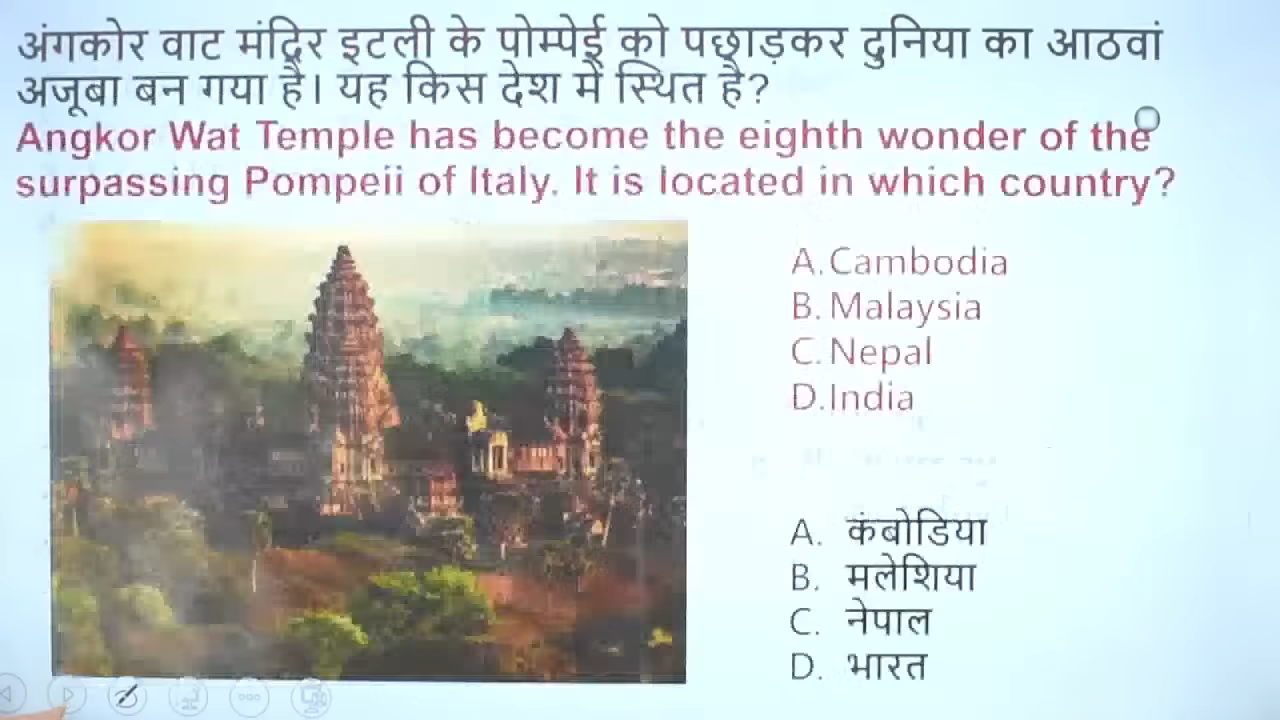 अंगकोर वाट मंदिर इटली के पोम्पेई को पछाड़कर दुनिया का आठवां
अजूबा बन गया है। यह किस देश में स्थित है?
Angkor Wat Temple has become the eighth wonder of the
surpassing Pompeii of Italy. It is located in which country?
A. Cambodia
B. Malaysia
C. Nepal
D. India
A. कंबोडिया
B. मलेशिया
C. नेपाल
D. भारत